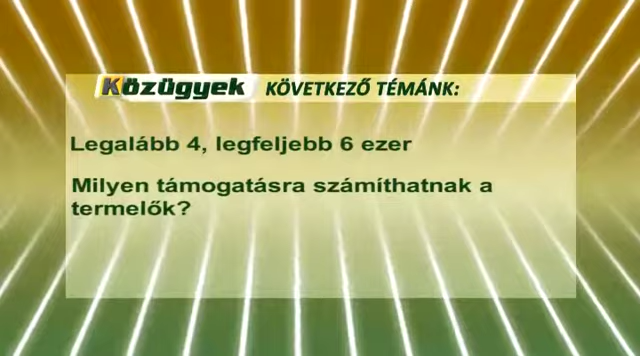 Közügyek KÖVETKEZŐ TÉMÁNK:
Legalább 4, legfeljebb 6 ezer
Milyen támogatásra számíthatnak a
termelők?